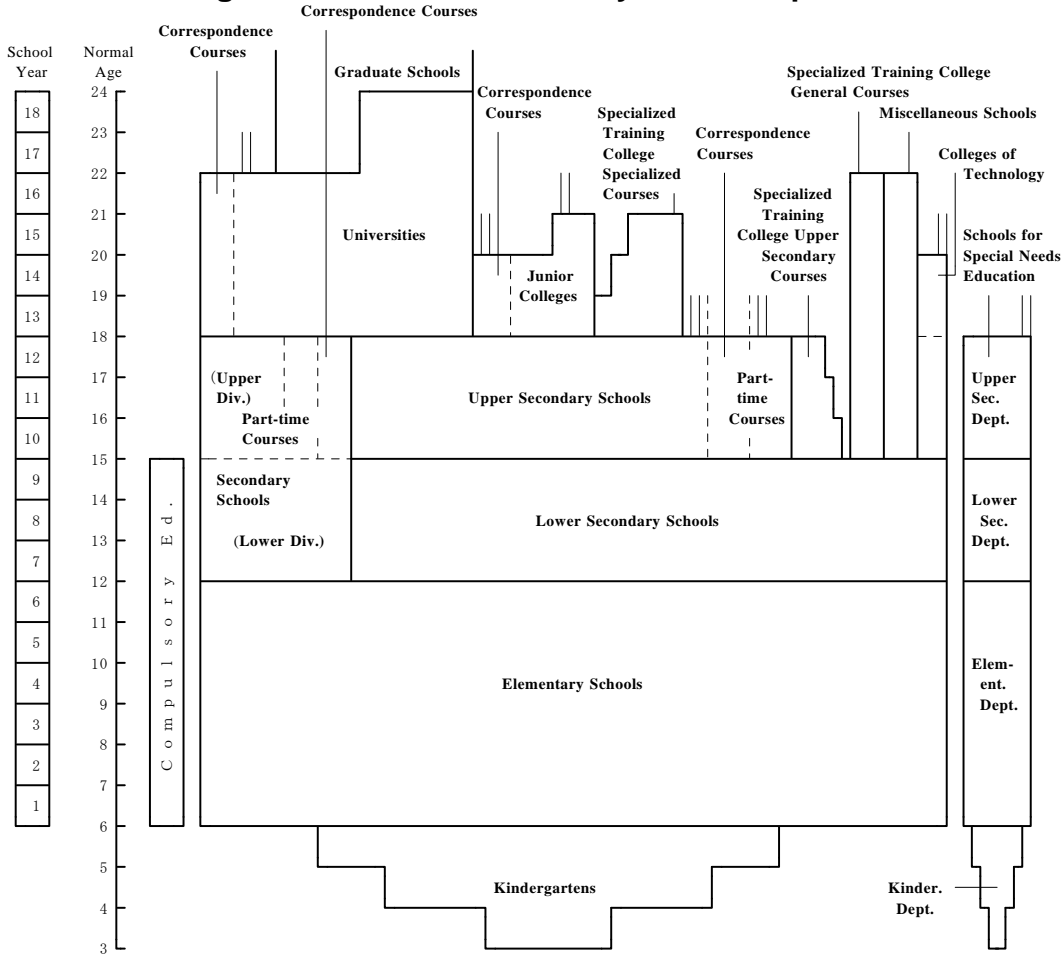 Correspondence Courses
Correspondence
Courses
School
Year
Normal
Age
Graduate Schools
Specialized Training College
General Courses
Correspondence
Courses
Miscellaneous Schools
Specialized
Training
College
Specialized
Courses
Correspondence
Courses
Colleges of
Technology
Specialized
Training
College Upper
Secondary
Courses
Universities
Schools for
Special Needs
Education
Junior
Colleges
(Upper
Div.)
Part-time
Courses
Upper Secondary Schools
Part-
time
Courses
Upper
Sec.
Dept.
Secondary
Schools
(Lower Div.)
Lower Secondary Schools
Lower
Sec.
Dept.
Compulsory Ed.
Elementary Schools
Elem-
ent.
Dept.
Kindergartens
Kinder.
Dept.
18
17
16
15
14
13
12
11
10
9
8
7
6
5
4
3
2
1
24
23
22
21
20
19
18
17
16
15
14
13
12
11
10
9
8
7
6
5
4
3